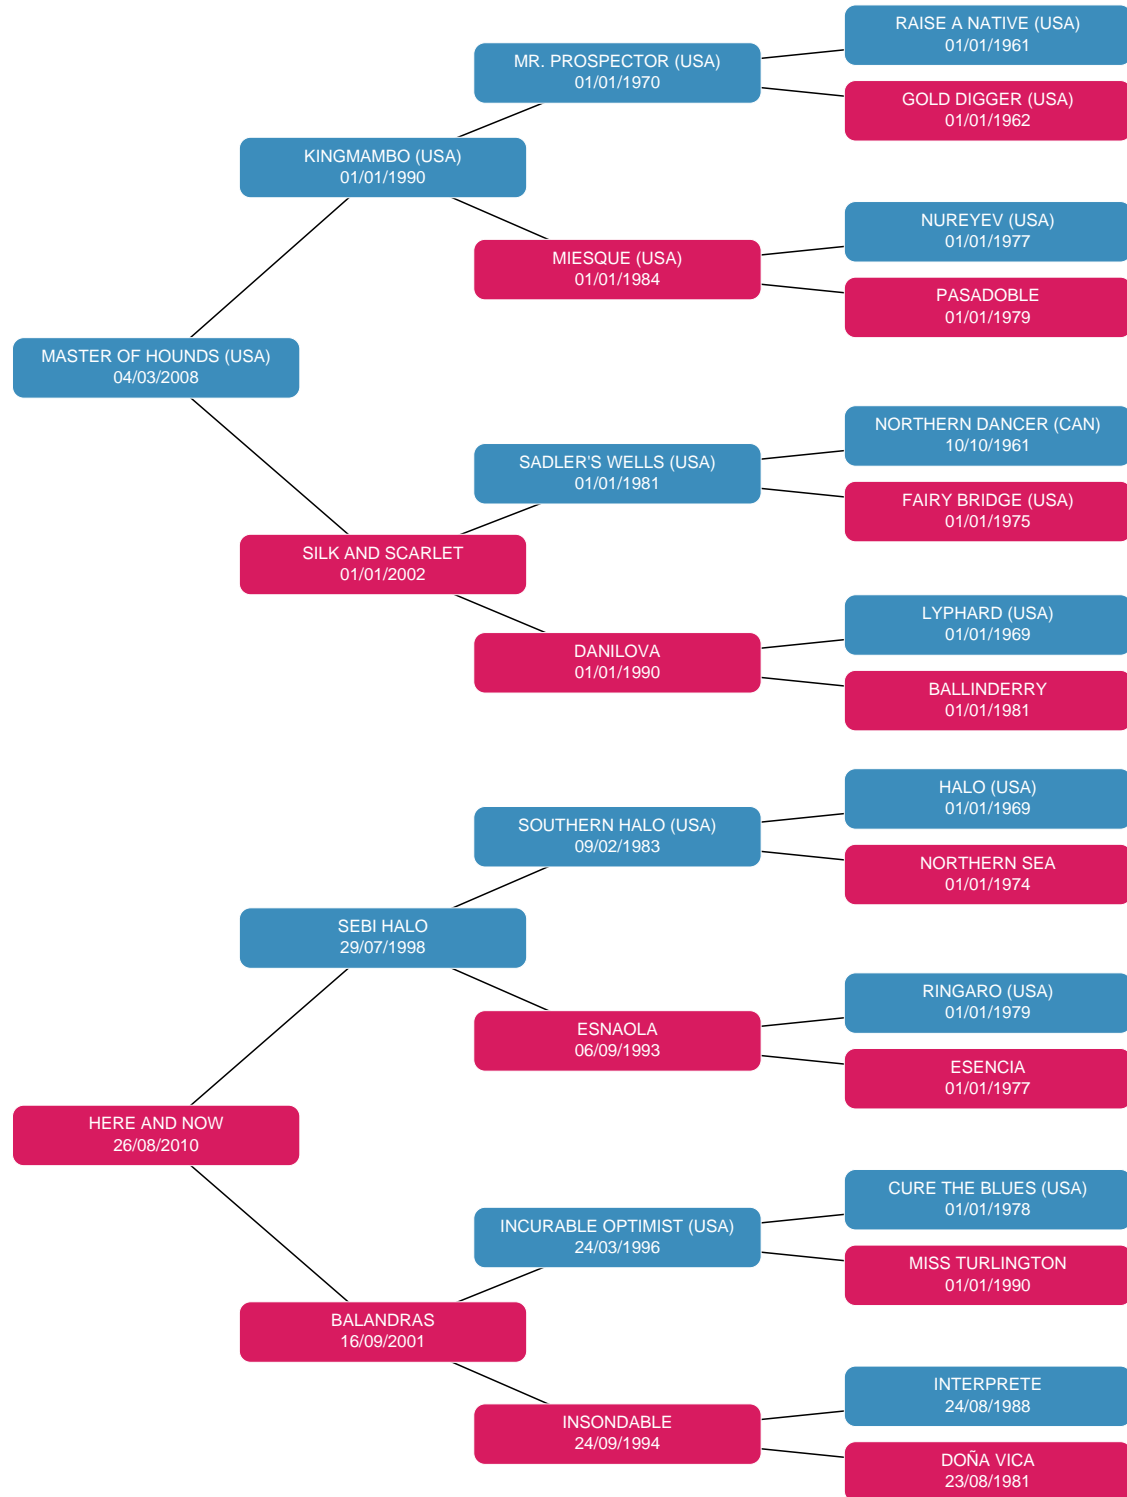 RAISE A NATIVE (USA)
01/01/1961
MR. PROSPECTOR (USA)
01/01/1970
GOLD DIGGER (USA)
01/01/1962
KINGMAMBO (USA)
01/01/1990
NUREYEV (USA)
01/01/1977
MIESQUE (USA)
01/01/1984
PASADOBLE
01/01/1979
MASTER OF HOUNDS (USA)
04/03/2008
NORTHERN DANCER (CAN)
10/10/1961
SADLER'S WELLS (USA)
01/01/1981
FAIRY BRIDGE (USA)
01/01/1975
SILK AND SCARLET
01/01/2002
LYPHARD (USA)
01/01/1969
DANILOVA
01/01/1990
BALLINDERRY
01/01/1981
HALO (USA)
01/01/1969
SOUTHERN HALO (USA)
09/02/1983
NORTHERN SEA
01/01/1974
SEBI HALO
29/07/1998
RINGARO (USA)
01/01/1979
ESNAOLA
06/09/1993
ESENCIA
01/01/1977
HERE AND NOW
26/08/2010
CURE THE BLUES (USA)
01/01/1978
INCURABLE OPTIMIST (USA)
24/03/1996
MISS TURLINGTON
01/01/1990
BALANDRAS
16/09/2001
INTERPRETE
24/08/1988
INSONDABLE
24/09/1994
DOÑA VICA
23/08/1981